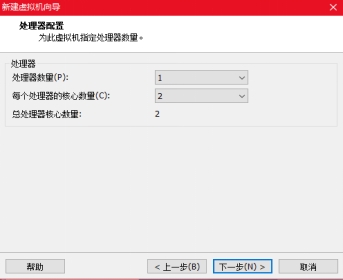 新建虚拟机向导
处理器配置
为此虚拟机指定处理器数量。
处理器
处理器数量(P): 1
每个处理器的核心数量(C): 2
总处理器核心数量: 2
帮助 < 上一步(B) 下一步(N) > 取消